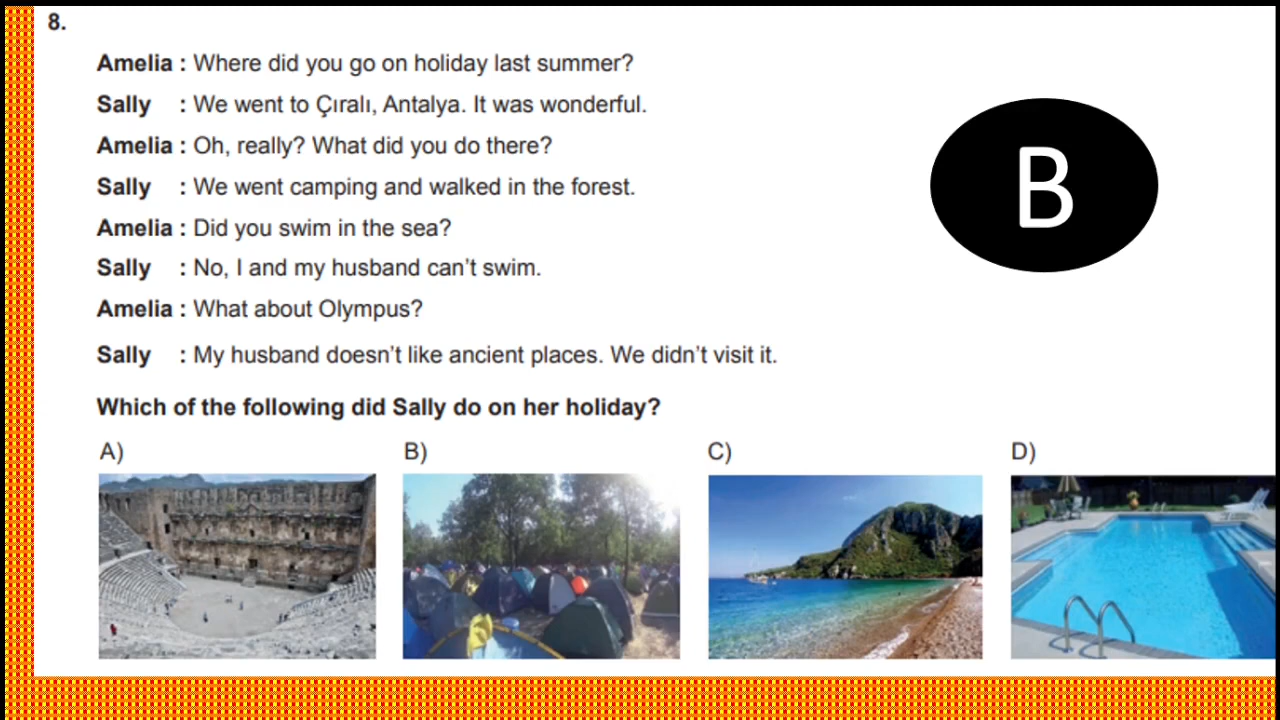 8.
Amelia : Where did you go on holiday last summer?
Sally : We went to Çıralı, Antalya. It was wonderful.
Amelia : Oh, really? What did you do there?
Sally : We went camping and walked in the forest.
Amelia : Did you swim in the sea?
Sally : No, I and my husband can't swim.
Amelia : What about Olympus?
Sally : My husband doesn't like ancient places. We didn't visit it.
B
Which of the following did Sally do on her holiday?
A) B) C) D)